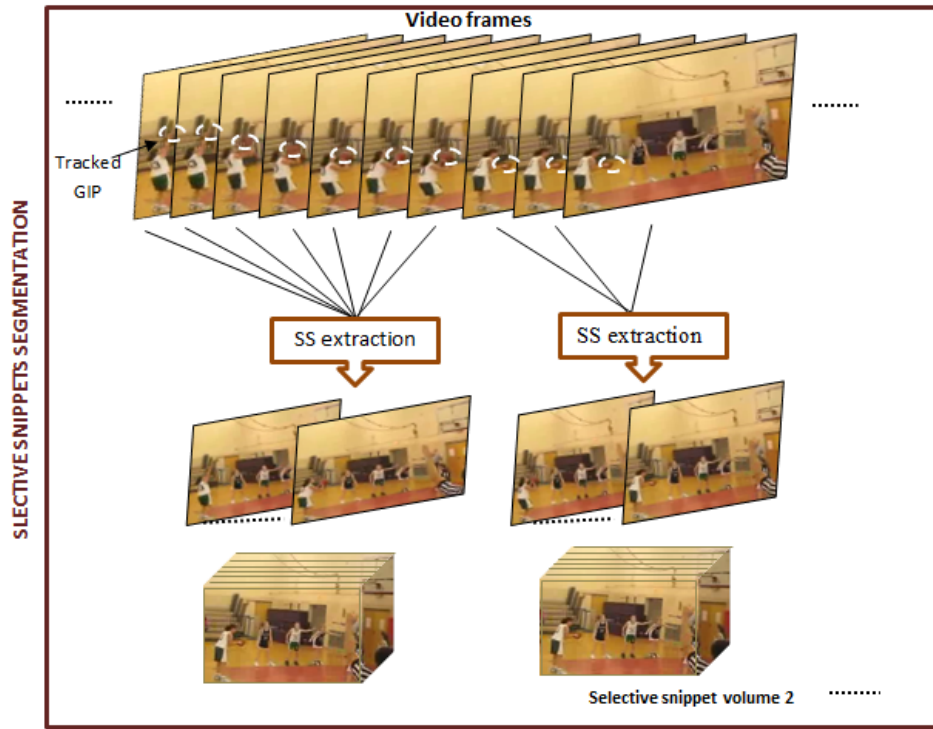 Video frames
Tracked
GIP
SLECTIVE SNIPPETS SEGMENTATION
SS extraction
SS extraction
Selective snippet volume 2